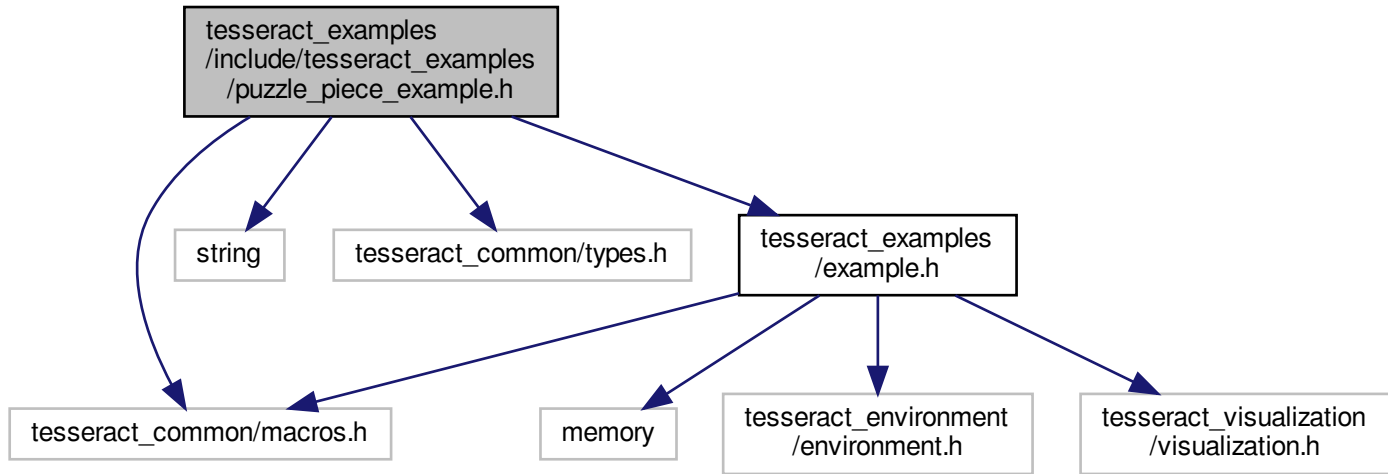 tesseract_examples
/include/tesseract_examples
/puzzle_piece_example.h
string
tesseract_common/types.h
tesseract_examples
/example.h
tesseract_common/macros.h
memory
tesseract_environment
/environment.h
tesseract_visualization
/visualization.h